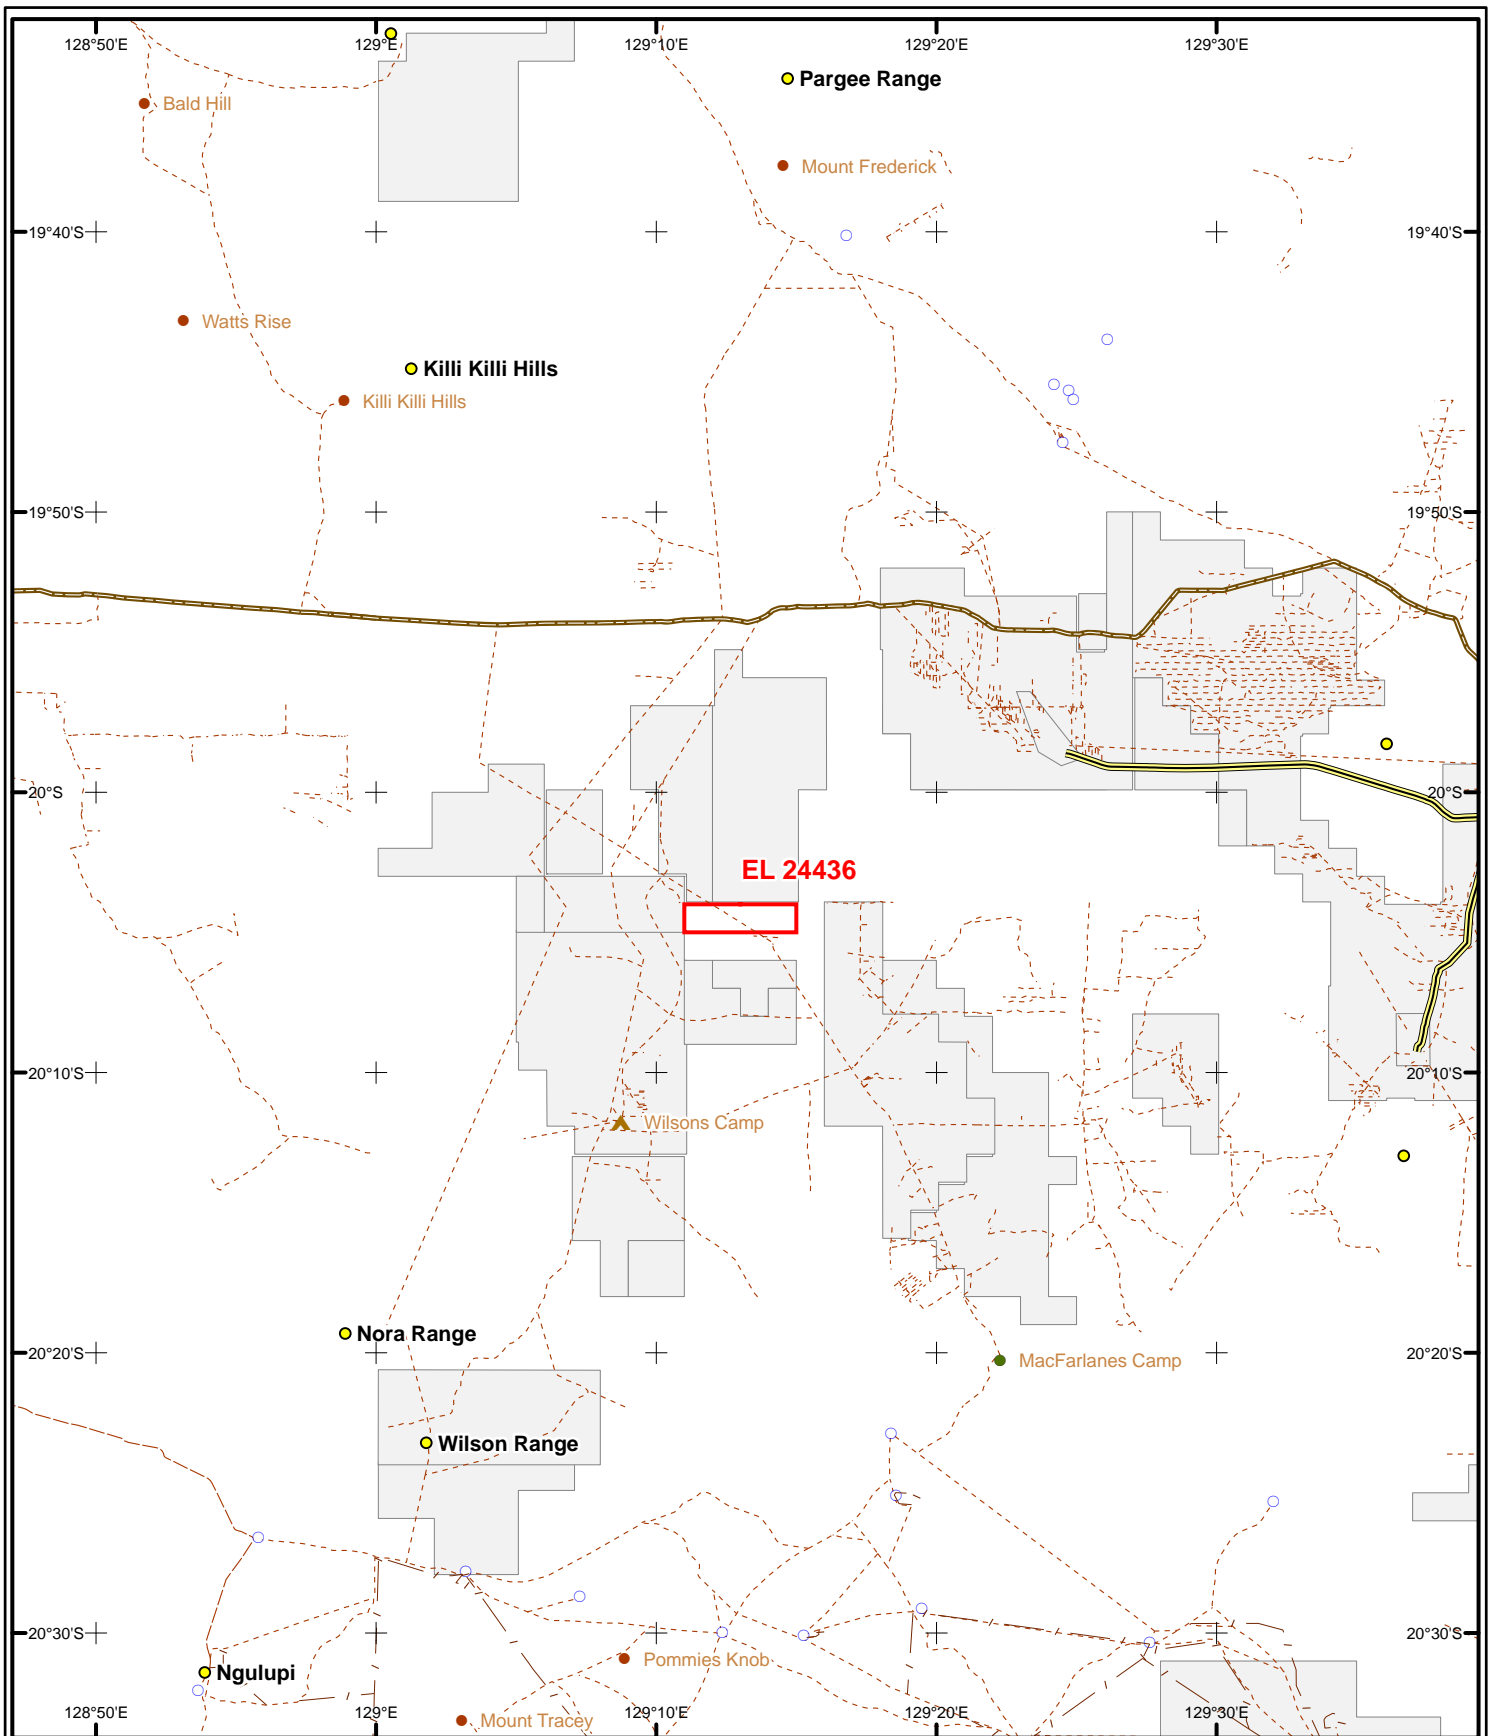 128°50'E
129°E
129°10'E
129°20'E
129°30'E
Pargee Range
Bald Hill
Mount Frederick
19°40'S
19°40'S
Watts Rise
Killi Killi Hills
Killi Killi Hills
19°50'S
19°50'S
20°S
20°S
EL 24436
20°10'S
20°10'S
Wilsons Camp
Nora Range
20°20'S
20°20'S
MacFarlanes Camp
Wilson Range
20°30'S
20°30'S
Pommies Knob
Ngulupi
128°50'E
129°E
129°10'E
129°20'E
129°30'E
Mount Tracey